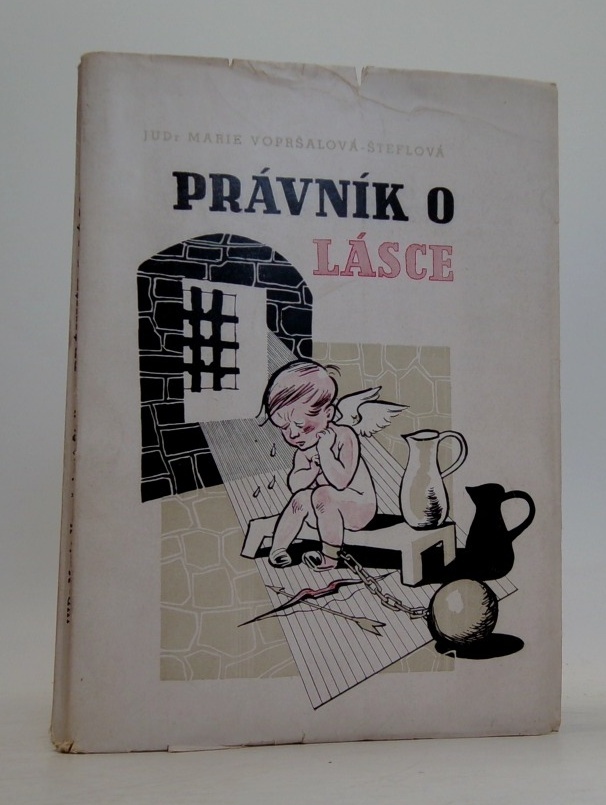 JUDr MARIE VOPRŠALOVÁ-ŠTEFLOVÁ
PRÁVNÍK O
LÁSCE